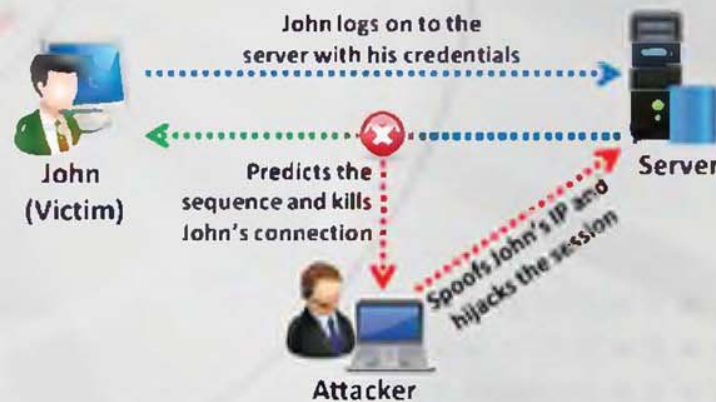 John logs on to the
server with his credentials
John
(Victim)
Server
Predicts the
sequence and kills
John's connection
Spoofs John's IP and
hijacks the session
Attacker